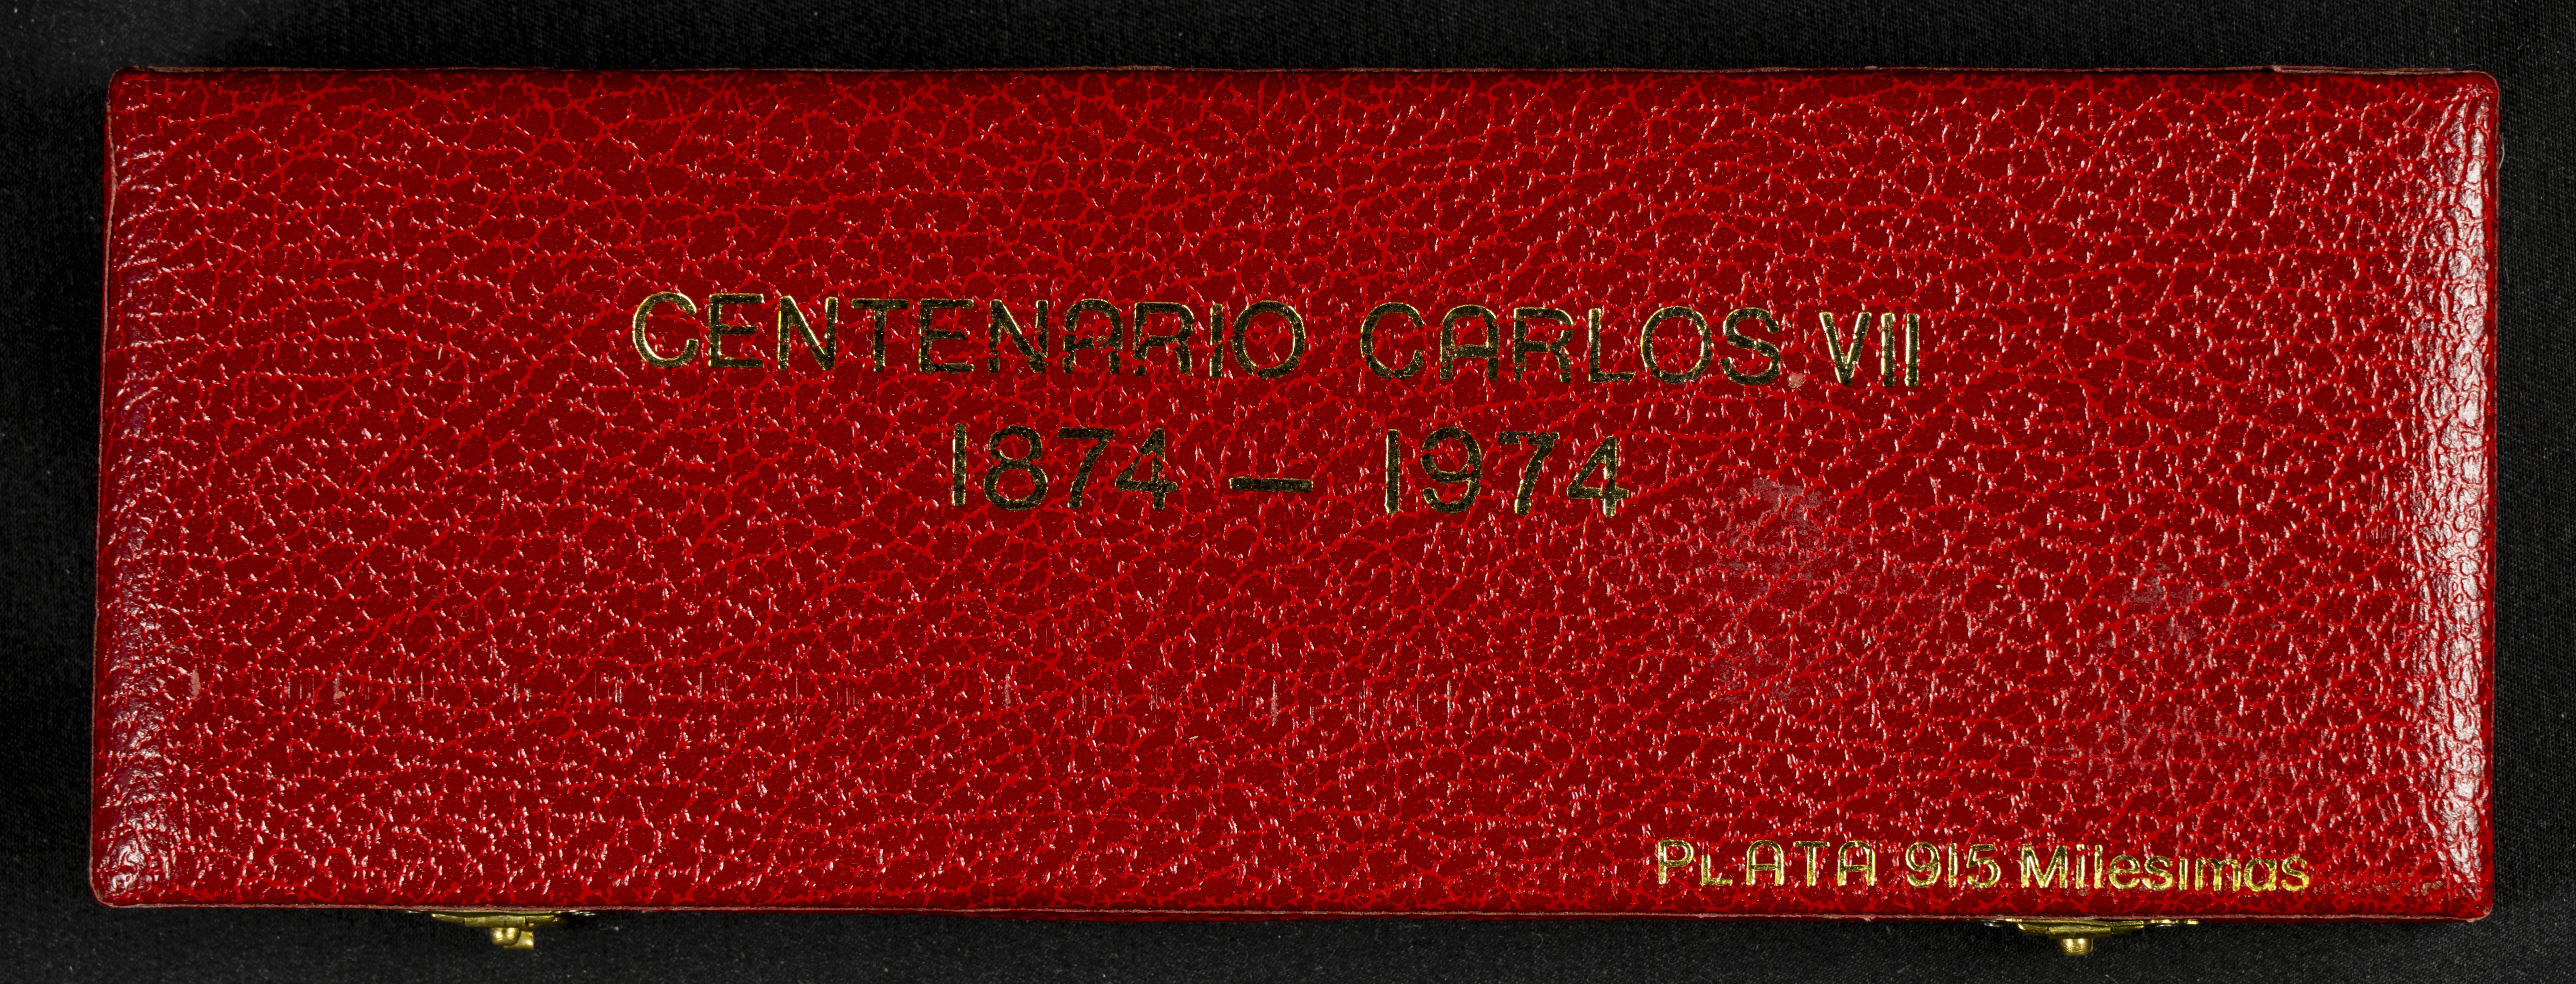 CENTENARIO CARLOS VII
1874 — 1974
PLATA 915 Milesimas